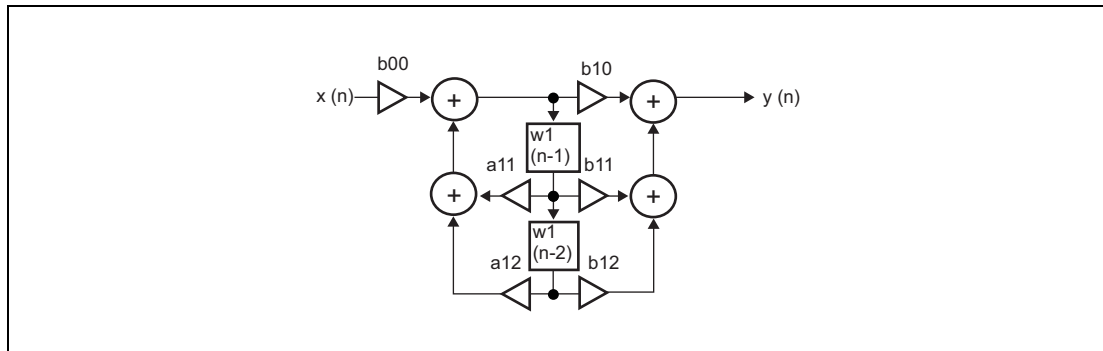 b00
b10
x (n)
+
+
y (n)
w1
(n-1)
a11
b11
+
+
w1
(n-2)
a12
b12